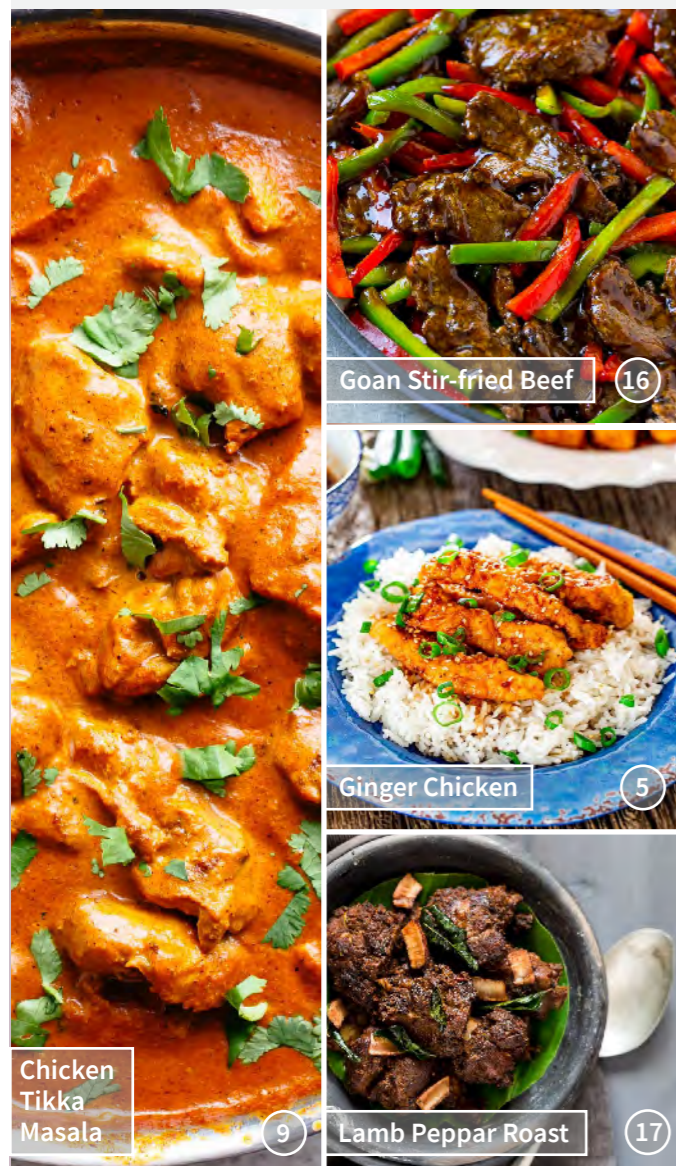 Goan Stir-fried Beef 16
Ginger Chicken 5
Chicken
Tikka
Masala 9
Lamb Peppar Roast 17